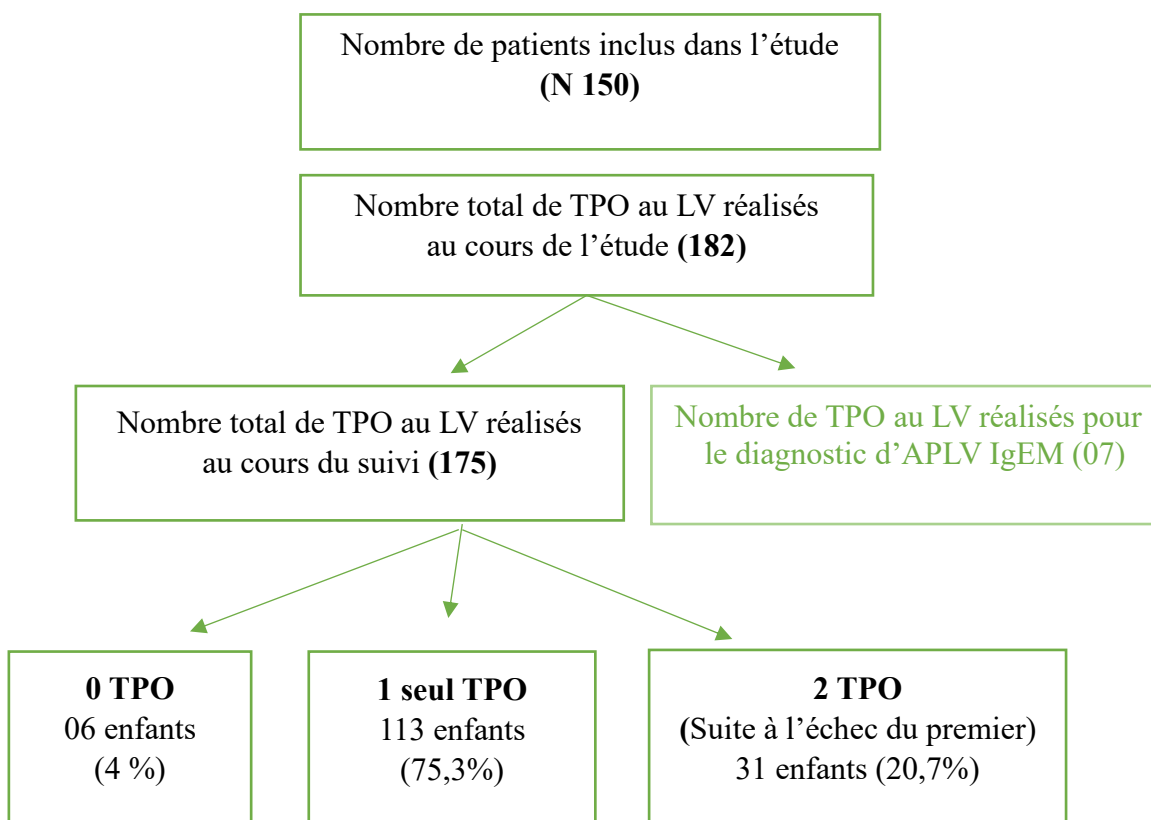 Nombre de patients inclus dans l’étude
(N 150)
Nombre total de TPO au LV réalisés
au cours de l’étude (182)
Nombre total de TPO au LV réalisés
au cours du suivi (175)
Nombre de TPO au LV réalisés pour
le diagnostic d’APLV IgEM (07)
0 TPO
06 enfants
(4 %)
1 seul TPO
113 enfants
(75,3%)
2 TPO
(Suite à l’échec du premier)
31 enfants (20,7%)